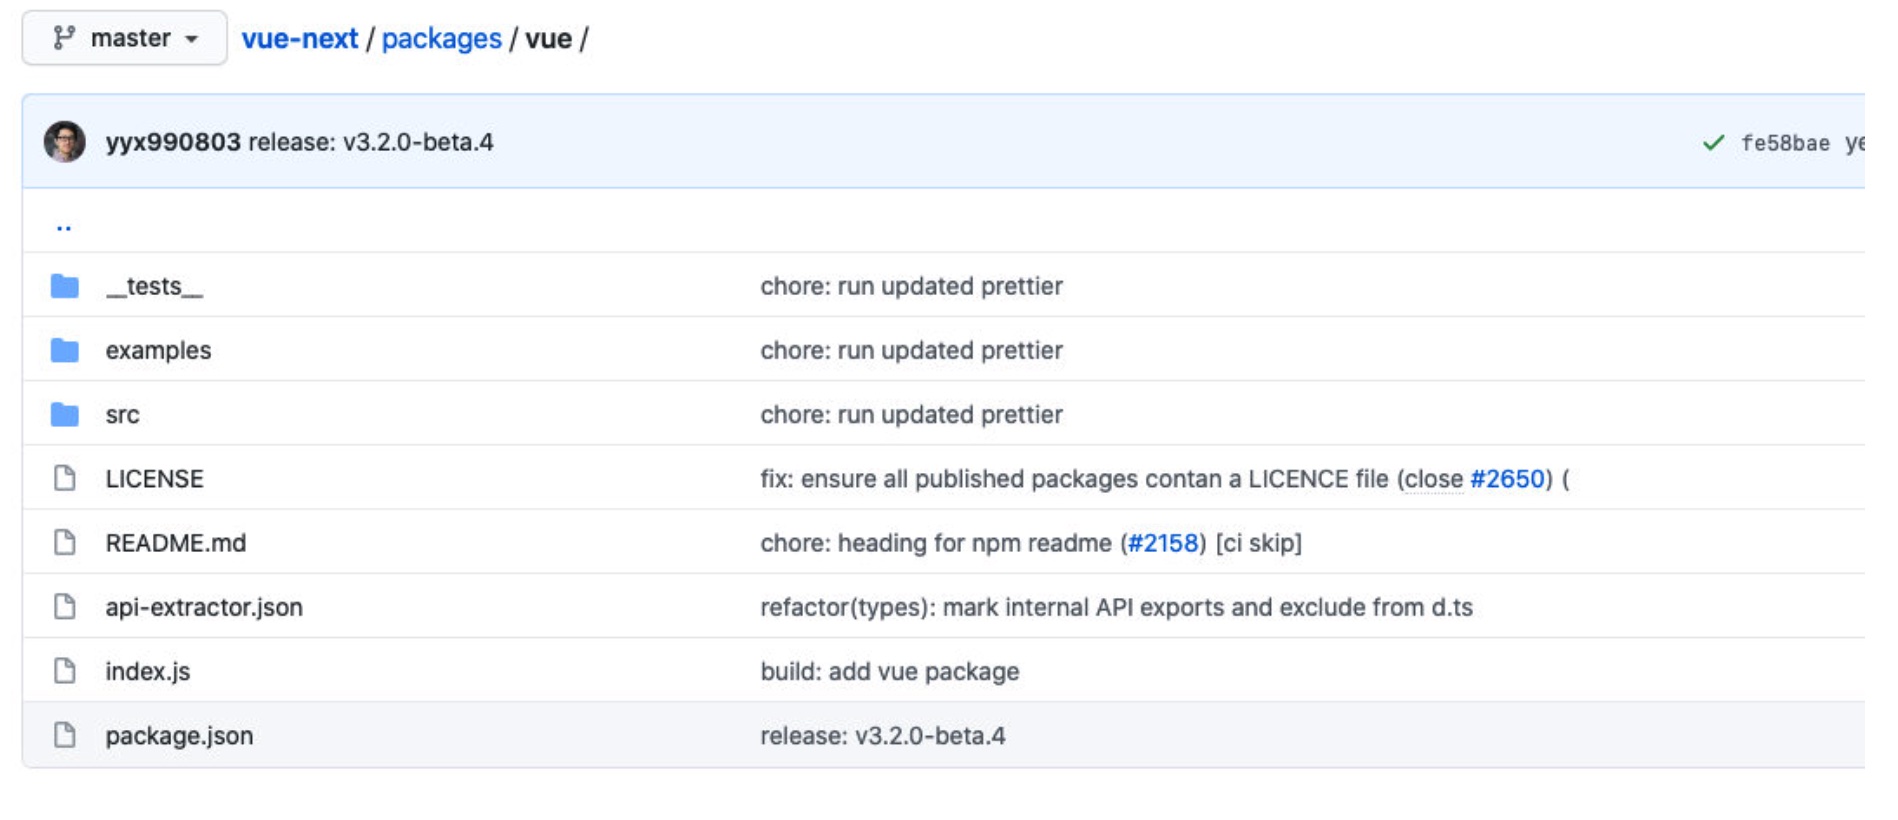 master vue-next / packages / vue /
yyx990803 release: v3.2.0-beta.4 fe58bae ye
..
__tests__ chore: run updated prettier
examples chore: run updated prettier
src chore: run updated prettier
LICENSE fix: ensure all published packages contan a LICENCE file (close #2650) (
README.md chore: heading for npm readme (#2158) [ci skip]
api-extractor.json refactor(types): mark internal API exports and exclude from d.ts
index.js build: add vue package
package.json release: v3.2.0-beta.4